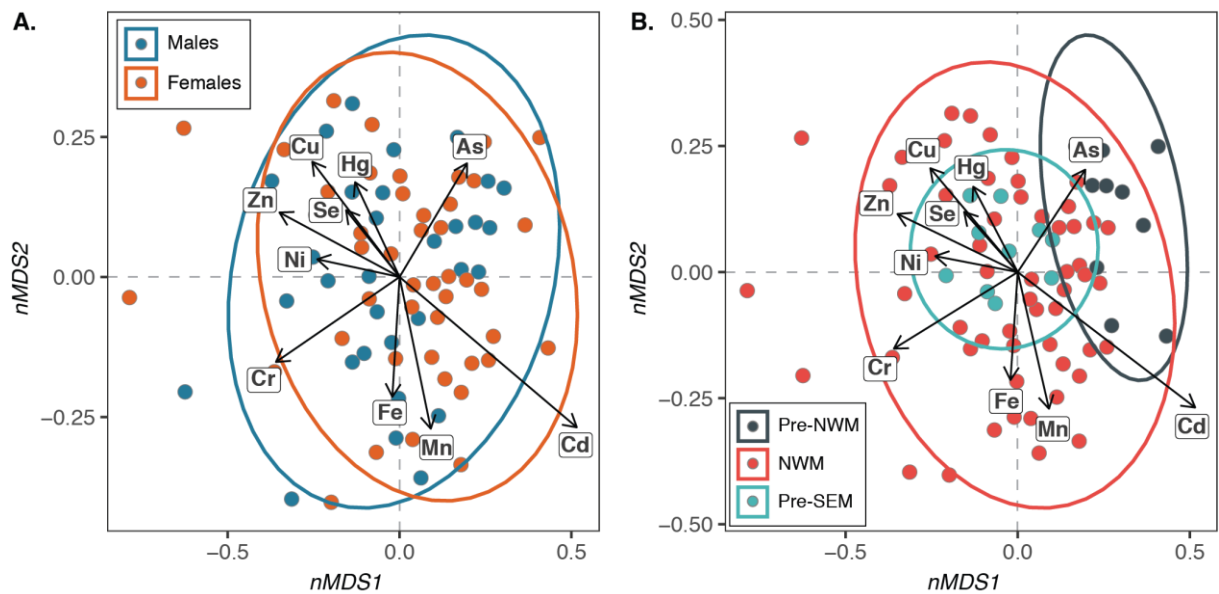 A.
Males
Females
0.25
0.00
−0.25
nMDS2
Cu
Hg
As
Zn
Se
Ni
Cr
Fe
Mn
Cd
−0.5
0.0
0.5
nMDS1
B.
0.50
0.25
0.00
−0.25
−0.50
nMDS2
Cu
Hg
As
Zn
Se
Ni
Cr
Fe
Mn
Cd
Pre-NWM
NWM
Pre-SEM
−0.5
0.0
0.5
nMDS1